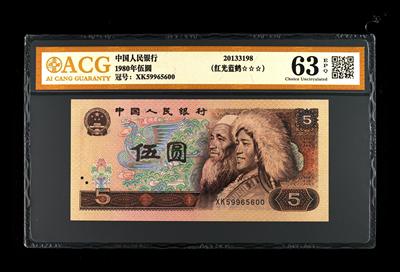 ACG
AI CANG GUARANTY
中国人民银行
1980年伍圆
冠号：XK59965600
20133198
(红光蓝鹤☆☆☆)
63 EPQ
Choice Uncirculated
中国人民银行
伍圆
5
5
5
XK59965600